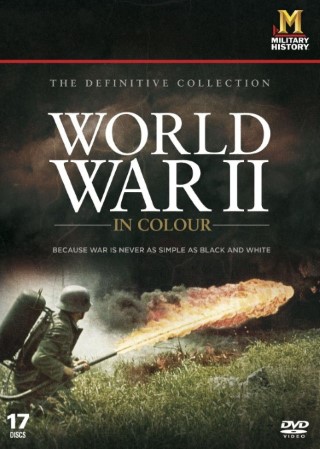 M
MILITARY
HISTORY
THE DEFINITIVE COLLECTION
WORLD
WAR II
IN COLOUR
BECAUSE WAR IS NEVER AS SIMPLE AS BLACK AND WHITE
17
DISCS
DVD
VIDEO